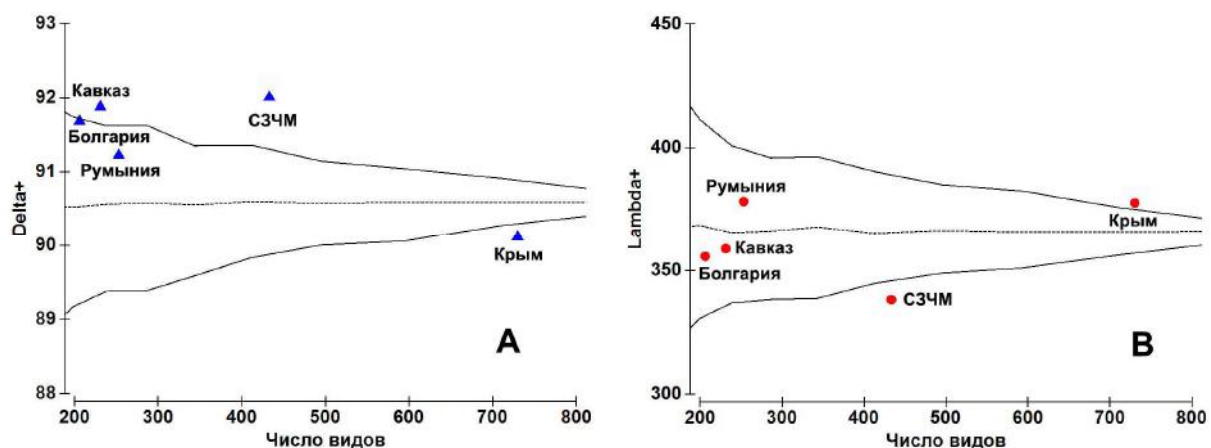 93
92
91
90
89
88
Delta+
Кавказ
Болгария
Румыния
СЗЧМ
Крым
A
200 300 400 500 600 700 800
Число видов
450
400
350
300
Lambda+
Румыния
Кавказ
Болгария
СЗЧМ
Крым
B
200 300 400 500 600 700 800
Число видов